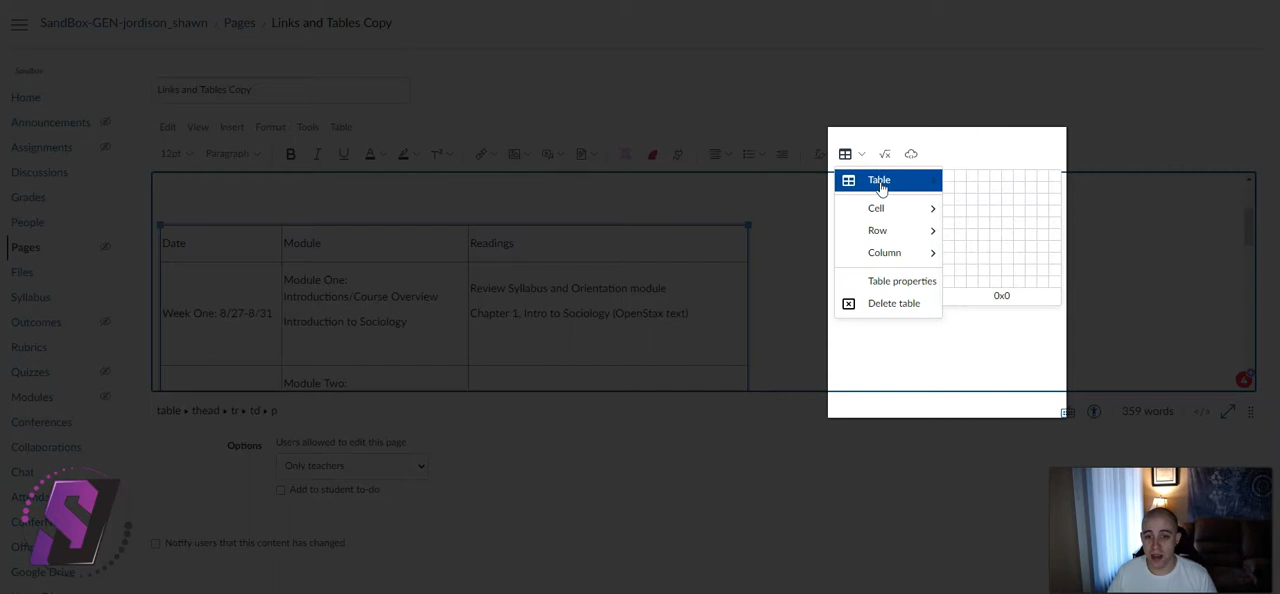 SandBox-GEN-jordison_shawn › Pages › Links and Tables Copy
Sandbox
Home
Announcements
Assignments
Discussions
Grades
People
Pages
Files
Syllabus
Outcomes
Rubrics
Quizzes
Modules
Conferences
Collaborations
Chat
Google Drive
Links and Tables Copy
Edit View Insert Format Tools Table
12pt Paragraph
Table
Cell
Row
Column
Table properties
Delete table
0x0
Date Module Readings
Week One: 8/27-8/31
Module One:
Introductions/Course Overview
Introduction to Sociology
Review Syllabus and Orientation module
Chapter 1, Intro to Sociology (OpenStax text)
Module Two:
table ▸ thead ▸ tr ▸ td ▸ p
359 words </>
Options
Users allowed to edit this page
Only teachers
Add to student to-do
Notify users that this content has changed